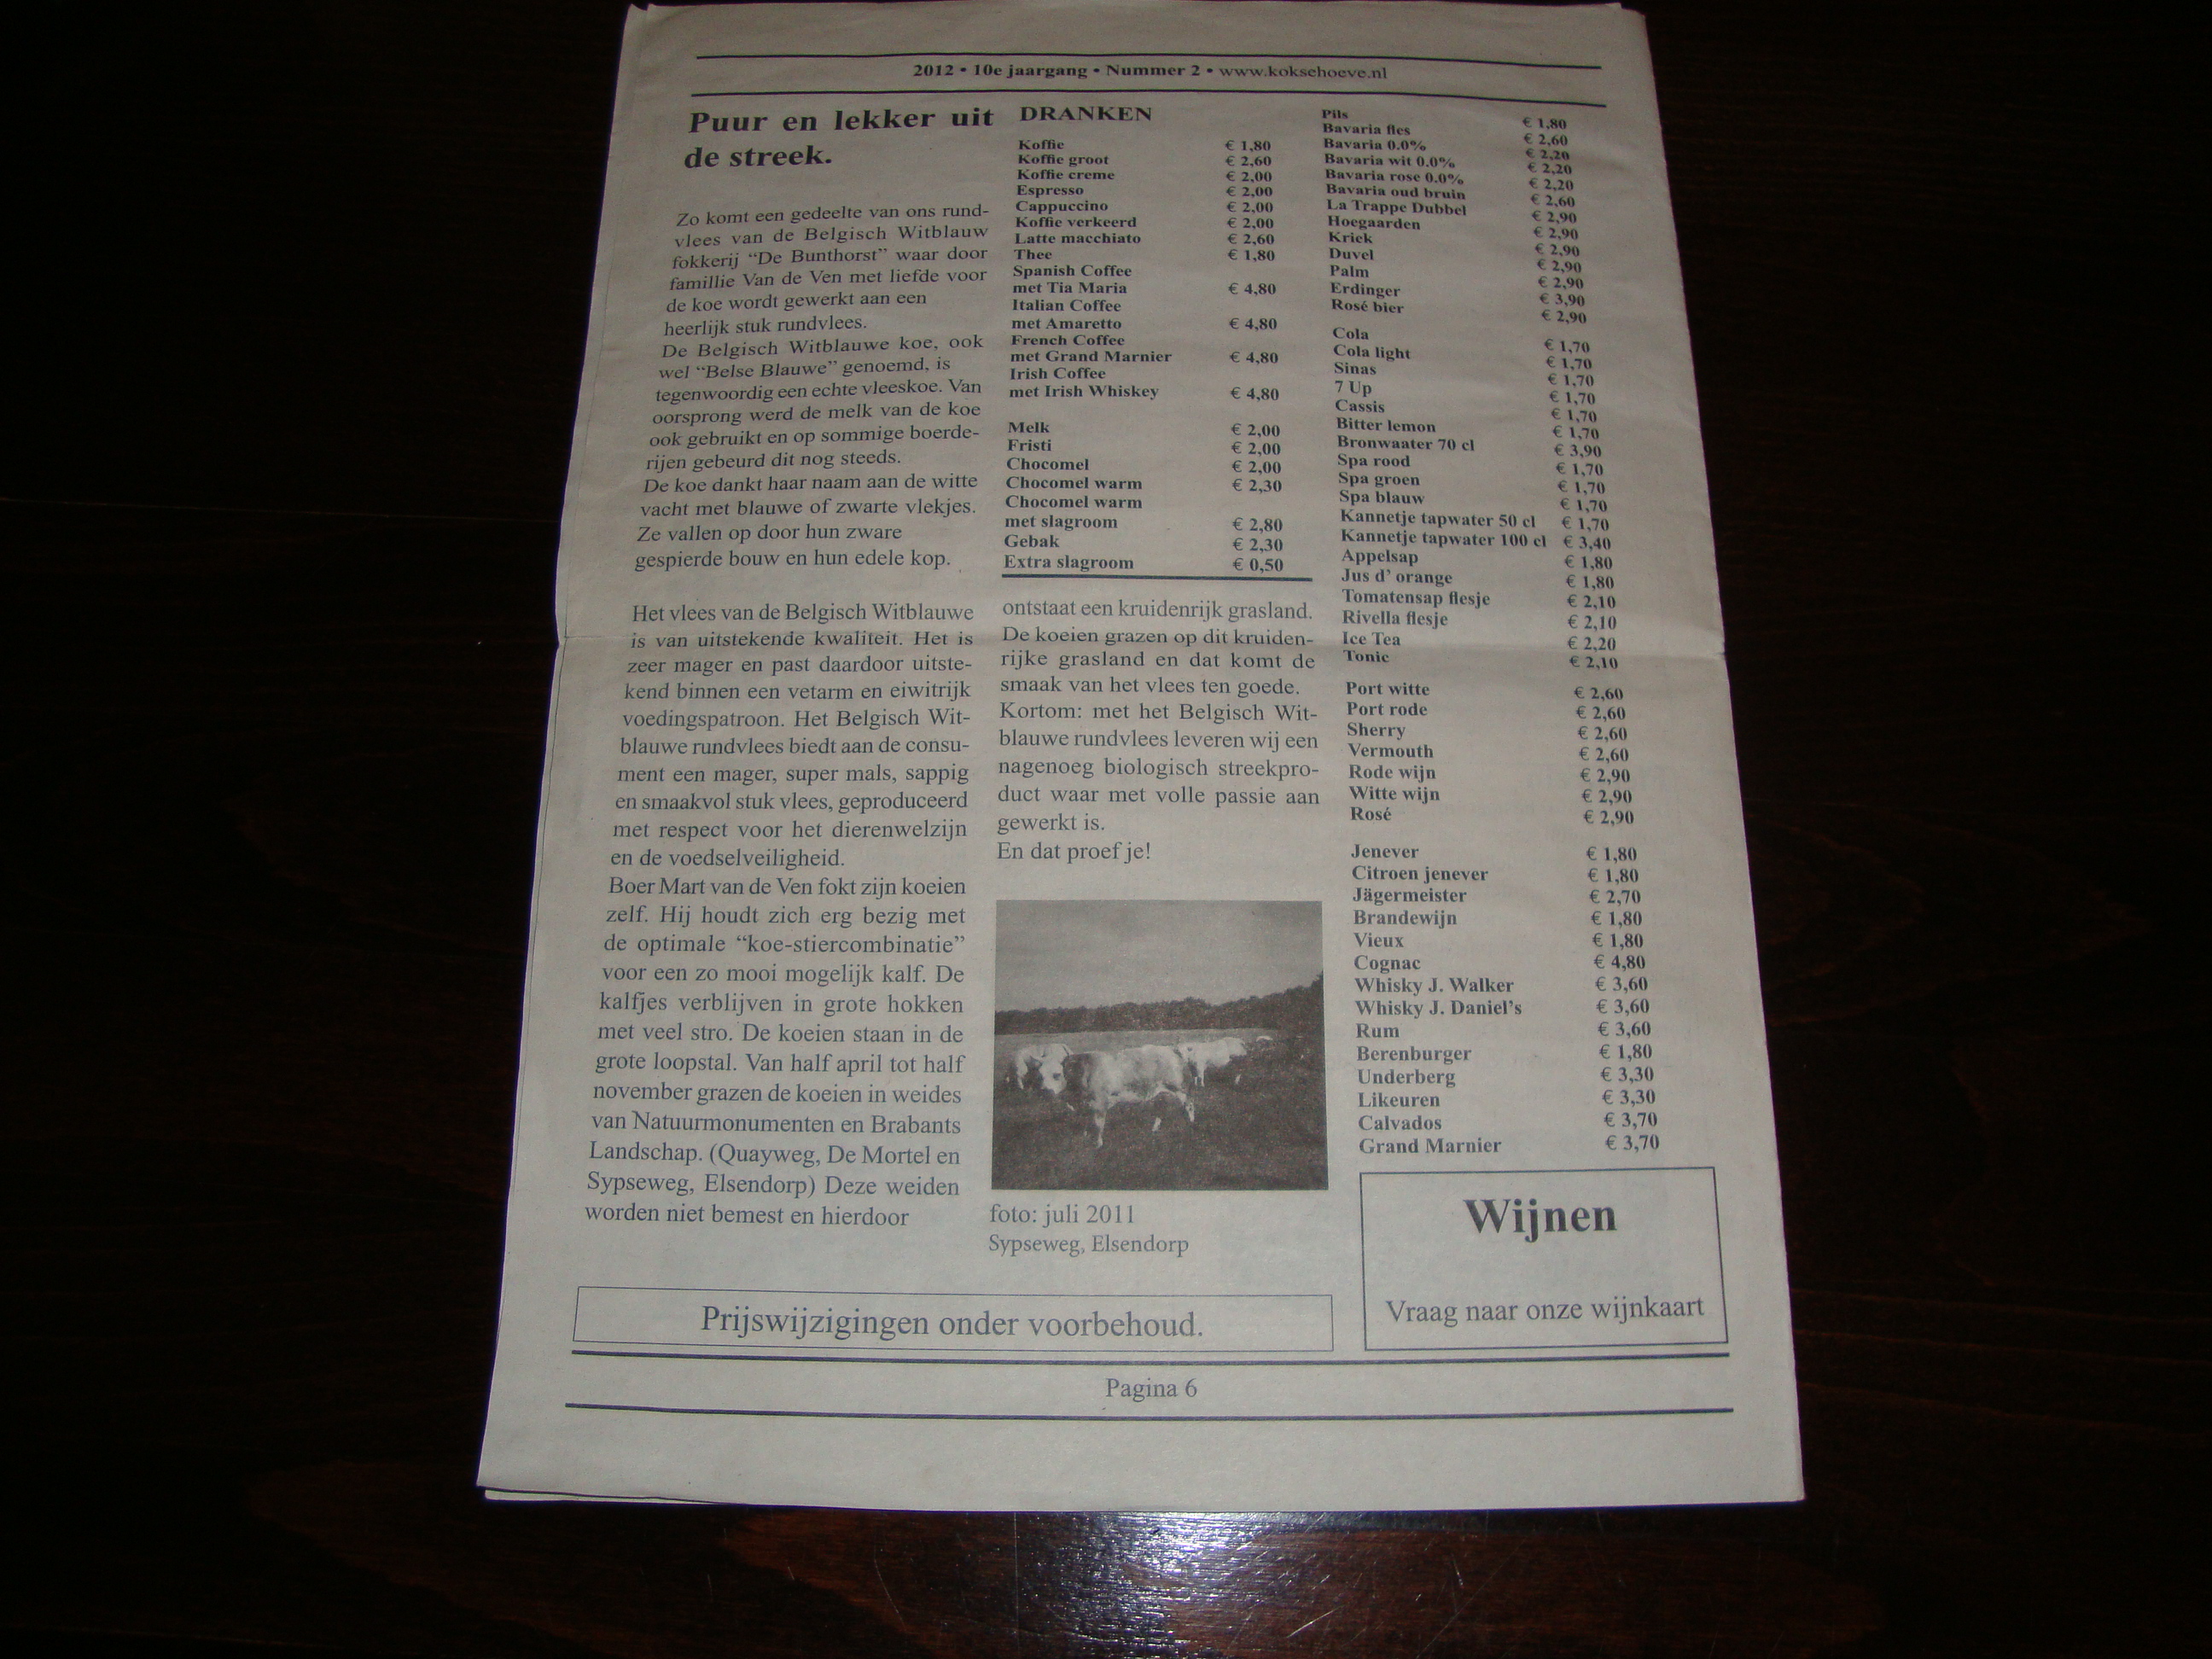 2012 • 10e jaargang • Nummer 2 • www.koksehoeve.nl
Puur en lekker uit
de streek.
Zo komt een gedeelte van ons rund-
vlees van de Belgisch Witblauw
fokkerij “De Bunthorst” waar door
famillie Van de Ven met liefde voor
de koe wordt gewerkt aan een
heerlijk stuk rundvlees.
De Belgisch Witblauwe koe, ook
wel “Belse Blauwe” genoemd, is
tegenwoordig een echte vleeskoe. Van
oorsprong werd de melk van de koe
ook gebruikt en op sommige boerde-
rijen gebeurd dit nog steeds.
De koe dankt haar naam aan de witte
vacht met blauwe of zwarte vlekjes.
Ze vallen op door hun zware
gespierde bouw en hun edele kop.
Het vlees van de Belgisch Witblauwe
is van uitstekende kwaliteit. Het is
zeer mager en past daardoor uitste-
kend binnen een vetarm en eiwitrijk
voedingspatroon. Het Belgisch Wit-
blauwe rundvlees biedt aan de consu-
ment een mager, super mals, sappig
en smaakvol stuk vlees, geproduceerd
met respect voor het dierenwelzijn
en de voedselveiligheid.
Boer Mart van de Ven fokt zijn koeien
zelf. Hij houdt zich erg bezig met
de optimale “koe-stiercombinatie”
voor een zo mooi mogelijk kalf. De
kalfjes verblijven in grote hokken
met veel stro. De koeien staan in de
grote loopstal. Van half april tot half
november grazen de koeien in weides
van Natuurmonumenten en Brabants
Landschap. (Quayweg, De Mortel en
Sypseweg, Elsendorp) Deze weiden
worden niet bemest en hierdoor
DRANKEN
Koffie € 1,80
Koffie groot € 2,60
Koffie creme € 2,00
Espresso € 2,00
Cappuccino € 2,00
Koffie verkeerd € 2,00
Latte macchiato € 2,60
Thee € 1,80
Spanish Coffee
met Tia Maria € 4,80
Italian Coffee
met Amaretto € 4,80
French Coffee
met Grand Marnier € 4,80
Irish Coffee
met Irish Whiskey € 4,80
Melk € 2,00
Fristi € 2,00
Chocomel € 2,00
Chocomel warm € 2,30
Chocomel warm
met slagroom € 2,80
Gebak € 2,30
Extra slagroom € 0,50
ontstaat een kruidenrijk grasland.
De koeien grazen op dit kruiden-
rijke grasland en dat komt de
smaak van het vlees ten goede.
Kortom: met het Belgisch Wit-
blauwe rundvlees leveren wij een
nagenoeg biologisch streekpro-
duct waar met volle passie aan
gewerkt is.
En dat proef je!
foto: juli 2011
Sypseweg, Elsendorp
Pils € 1,80
Bavaria fles € 2,60
Bavaria 0.0% € 2,20
Bavaria wit 0.0% € 2,20
Bavaria rose 0.0% € 2,20
Bavaria oud bruin € 2,60
La Trappe Dubbel € 2,90
Hoegaarden € 2,90
Kriek € 2,90
Duvel € 2,90
Palm € 2,90
Erdinger € 3,90
Rosé bier € 2,90
Cola € 1,70
Cola light € 1,70
Sinas € 1,70
7 Up € 1,70
Cassis € 1,70
Bitter lemon € 1,70
Bronwaater 70 cl € 3,90
Spa rood € 1,70
Spa groen € 1,70
Spa blauw € 1,70
Kannetje tapwater 50 cl € 1,70
Kannetje tapwater 100 cl € 3,40
Appelsap € 1,80
Jus d’ orange € 1,80
Tomatensap flesje € 2,10
Rivella flesje € 2,10
Ice Tea € 2,20
Tonic € 2,10
Port witte € 2,60
Port rode € 2,60
Sherry € 2,60
Vermouth € 2,60
Rode wijn € 2,90
Witte wijn € 2,90
Rosé € 2,90
Jenever € 1,80
Citroen jenever € 1,80
Jägermeister € 2,70
Brandewijn € 1,80
Vieux € 1,80
Cognac € 4,80
Whisky J. Walker € 3,60
Whisky J. Daniel’s € 3,60
Rum € 3,60
Berenburger € 1,80
Underberg € 3,30
Likeuren € 3,30
Calvados € 3,70
Grand Marnier € 3,70
Wijnen
Vraag naar onze wijnkaart
Prijswijzigingen onder voorbehoud.
Pagina 6